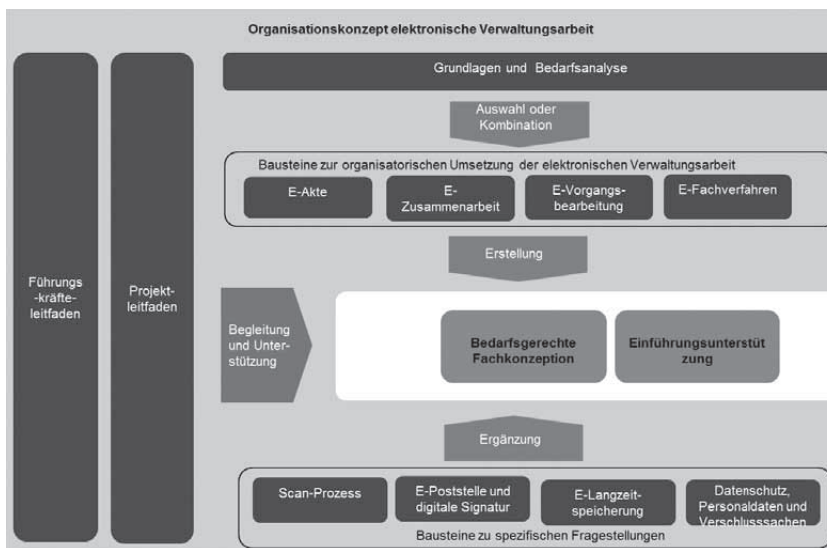 Organisationskonzept elektronische Verwaltungsarbeit
Führungs
-kräfte-
leitfaden
Projekt-
leitfaden
Grundlagen und Bedarfsanalyse
Auswahl oder
Kombination
Bausteine zur organisatorischen Umsetzung der elektronischen Verwaltungsarbeit
E-Akte
E-
Zusammenarbeit
E-Vorgangs-
bearbeitung
E-Fachverfahren
Erstellung
Begleitung
und Unter-
stützung
Bedarfsgerechte
Fachkonzeption
Einführungsunterstüt
zung
Ergänzung
Scan-Prozess
E-Poststelle und
digitale Signatur
E-Langzeit-
speicherung
Datenschutz,
Personaldaten und
Verschlusssachen
Bausteine zu spezifischen Fragestellungen